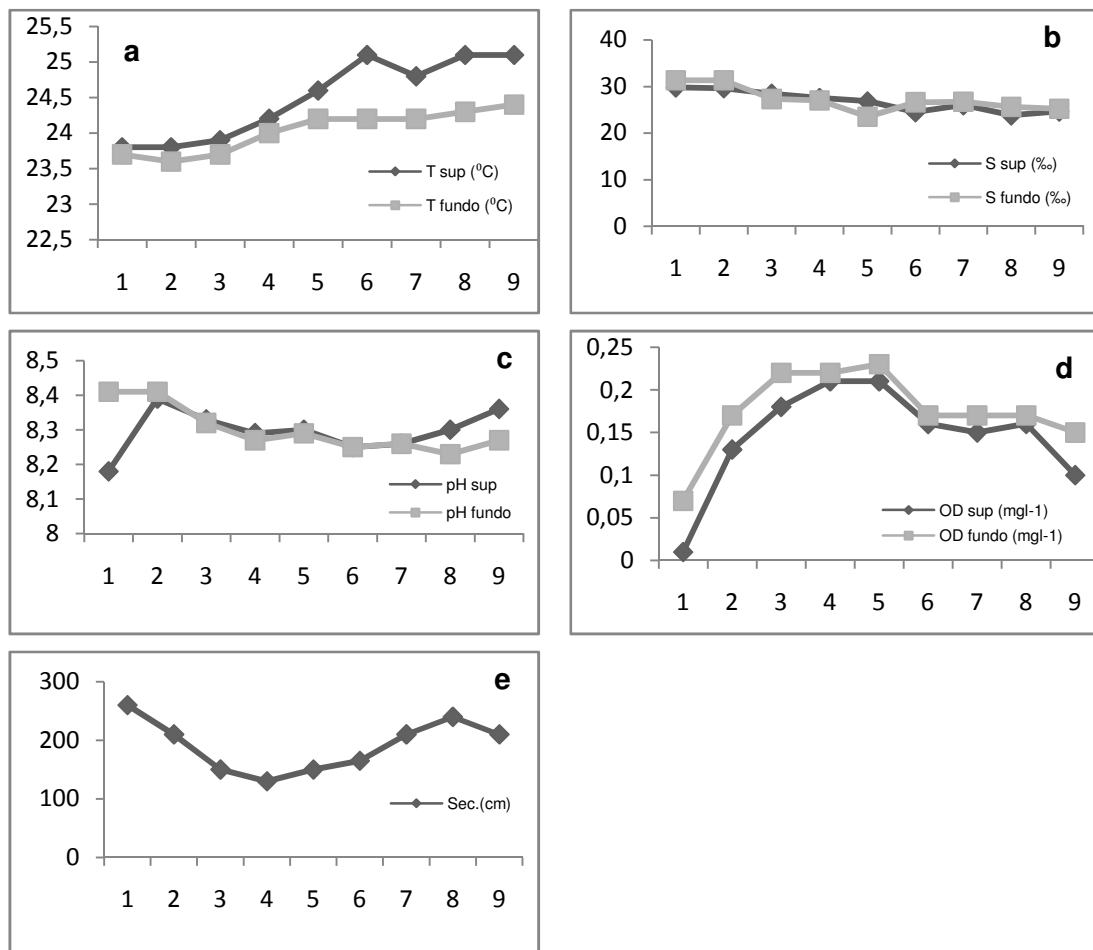 a
25,5
25
24,5
24
23,5
23
22,5
T sup (⁰C)
T fundo (⁰C)
1 2 3 4 5 6 7 8 9
b
40
30
20
10
0
S sup (‰)
S fundo (‰)
1 2 3 4 5 6 7 8 9
c
8,5
8,4
8,3
8,2
8,1
8
pH sup
pH fundo
1 2 3 4 5 6 7 8 9
d
0,25
0,2
0,15
0,1
0,05
0
OD sup (mgl-1)
OD fundo (mgl-1)
1 2 3 4 5 6 7 8 9
e
300
200
100
0
Sec.(cm)
1 2 3 4 5 6 7 8 9